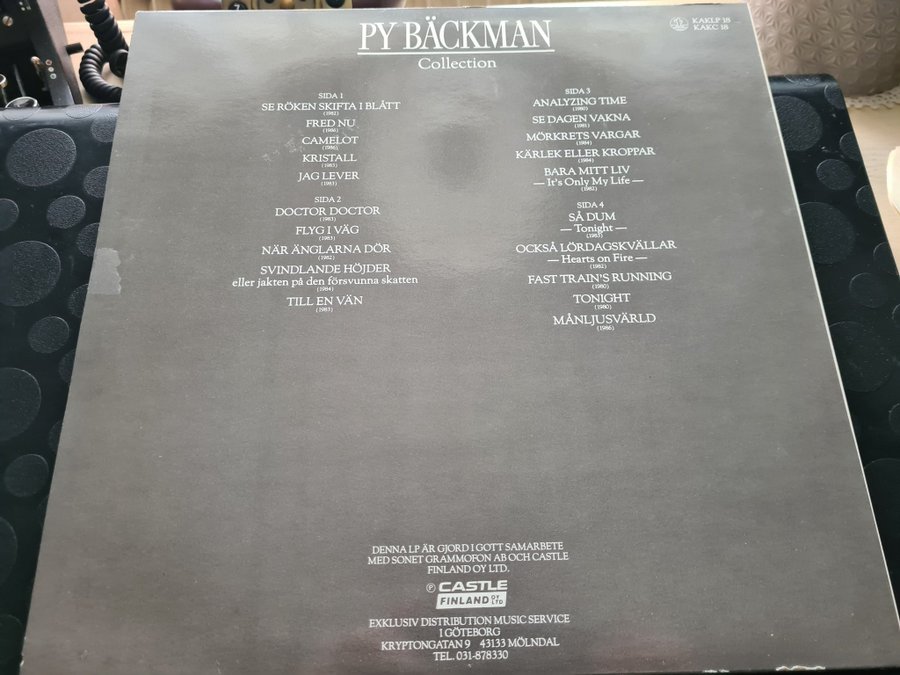 PY BÄCKMAN
Collection
KAKLP 18
KAKC 18
SIDA 1
SE RÖKEN SKIFTA I BLÅTT
(1982)
FRED NU
(1986)
CAMELOT
(1986)
KRISTALL
(1983)
JAG LEVER
(1983)
SIDA 2
DOCTOR DOCTOR
(1983)
FLYG I VÄG
(1983)
NÄR ÄNGLARNA DÖR
(1982)
SVINDLANDE HÖJDER
eller jakten på den försvunna skatten
(1984)
TILL EN VÄN
(1983)
SIDA 3
ANALYZING TIME
(1980)
SE DAGEN VAKNA
(1981)
MÖRKRETS VARGAR
(1984)
KÄRLEK ELLER KROPPAR
(1984)
BARA MITT LIV
— It's Only My Life —
(1982)
SIDA 4
SÅ DUM
— Tonight —
OCKSÅ LÖRDAGSKVÄLLAR
— Hearts on Fire —
(1982)
FAST TRAIN'S RUNNING
(1980)
TONIGHT
(1980)
MÅNLJUSVÄRLD
(1986)
DENNA LP ÄR GJORD I GOTT SAMARBETE
MED SONET GRAMMOFON AB OCH CASTLE
FINLAND OY LTD.
℗ CASTLE
FINLAND OY LTD
EXKLUSIV DISTRIBUTION MUSIC SERVICE
I GÖTEBORG
KRYPTONGATAN 9 43133 MÖLNDAL
TEL. 031-878330